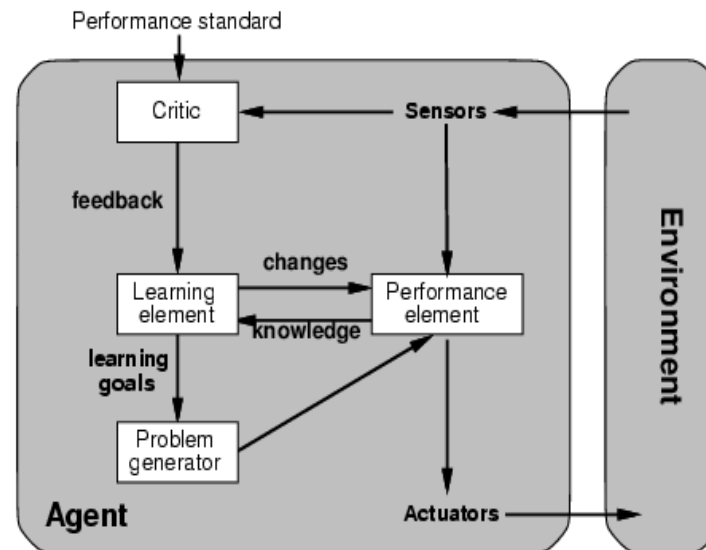 Performance standard
Critic
Sensors
feedback
changes
Learning
element
Performance
element
knowledge
learning
goals
Problem
generator
Agent
Actuators
Environment